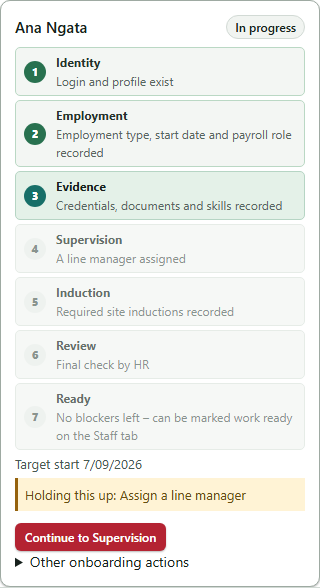 Ana Ngata
In progress
1
Identity
Login and profile exist
2
Employment
Employment type, start date and payroll role
recorded
3
Evidence
Credentials, documents and skills recorded
4
Supervision
A line manager assigned
5
Induction
Required site inductions recorded
6
Review
Final check by HR
7
Ready
No blockers left – can be marked work ready
on the Staff tab
Target start 7/09/2026
Holding this up: Assign a line manager
Continue to Supervision
Other onboarding actions